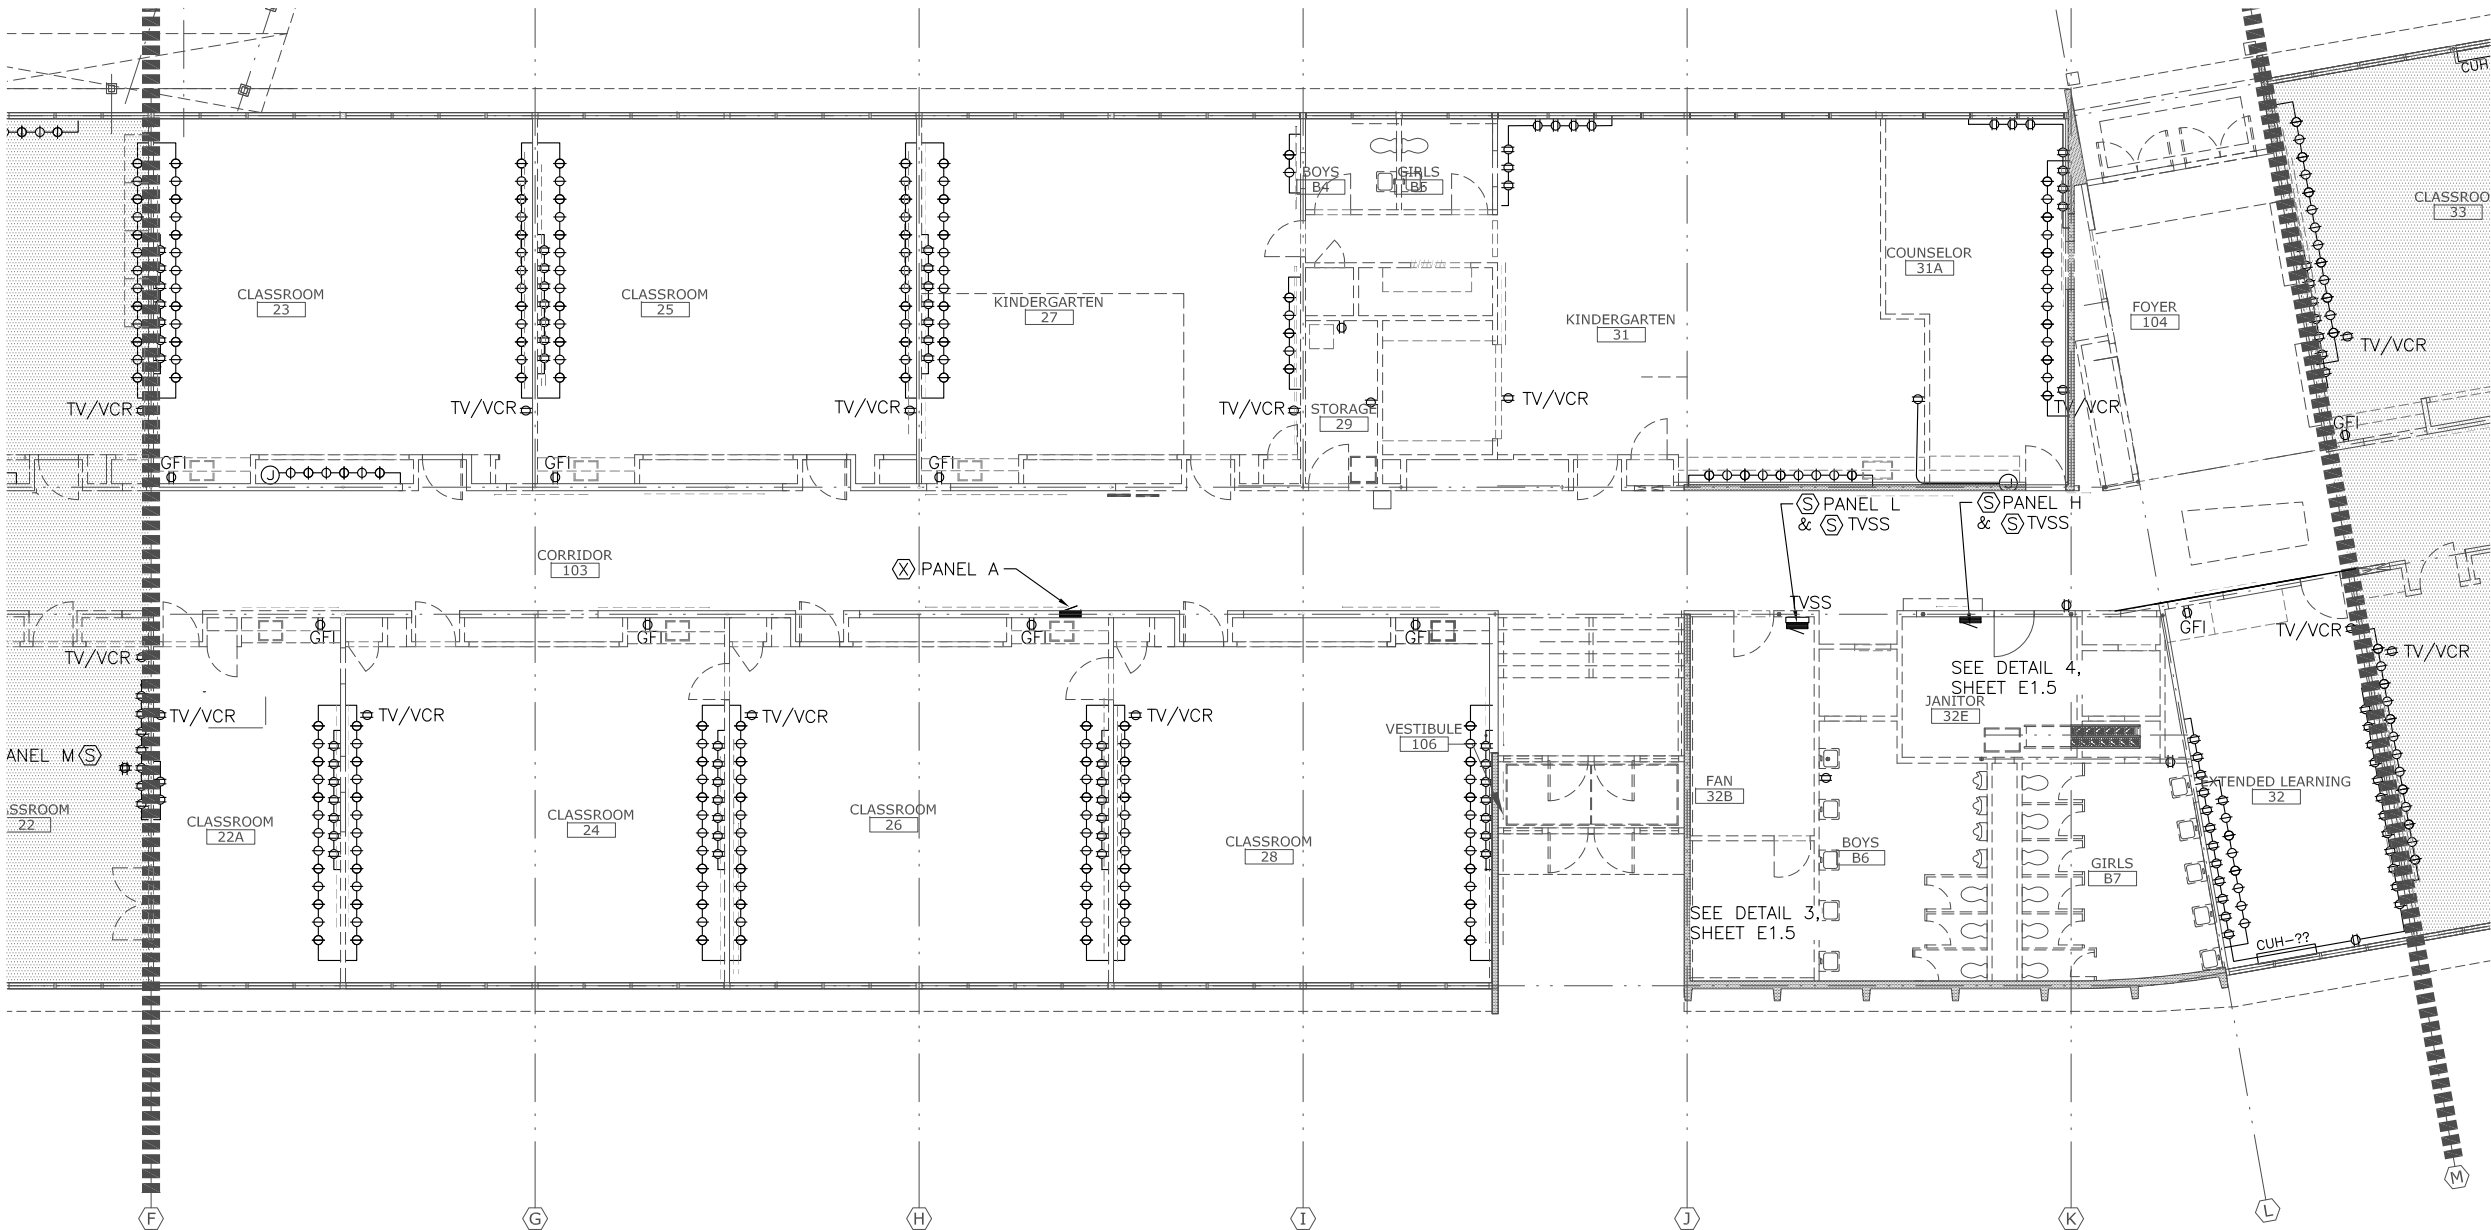 CUH
BOYS
B4
GIRLS
B5
CLASSROO
33
COUNSELOR
31A
CLASSROOM
23
CLASSROOM
25
KINDERGARTEN
27
KINDERGARTEN
31
FOYER
104
TV/VCR
TV/VCR
TV/VCR
TV/VCR
TV/VCR
TV/VCR
TV/VCR
STORAGE
29
GFI
GFI
GFI
GFI
J
J
S PANEL L
& S TVSS
S PANEL H
& S TVSS
CORRIDOR
103
X PANEL A
TVSS
GFI
GFI
GFI
GFI
GFI
TV/VCR
TV/VCR
TV/VCR
SEE DETAIL 4,
SHEET E1.5
TV/VCR
TV/VCR
TV/VCR
TV/VCR
JANITOR
32E
VESTIBULE
106
ANEL M S
FAN
32B
EXTENDED LEARNING
32
ASSROOM
22
CLASSROOM
22A
CLASSROOM
24
CLASSROOM
26
CLASSROOM
28
BOYS
B6
GIRLS
B7
SEE DETAIL 3,
SHEET E1.5
CUH-??
F
G
H
I
J
K
L
M